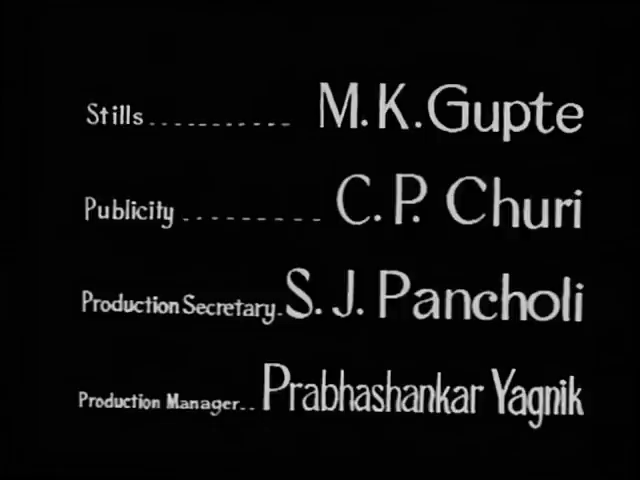 Stills........... M.K.Gupte
Publicity ......... C.P. Churi
Production Secretary.. S.J. Pancholi
Production Manager.. Prabhashankar Yagnik